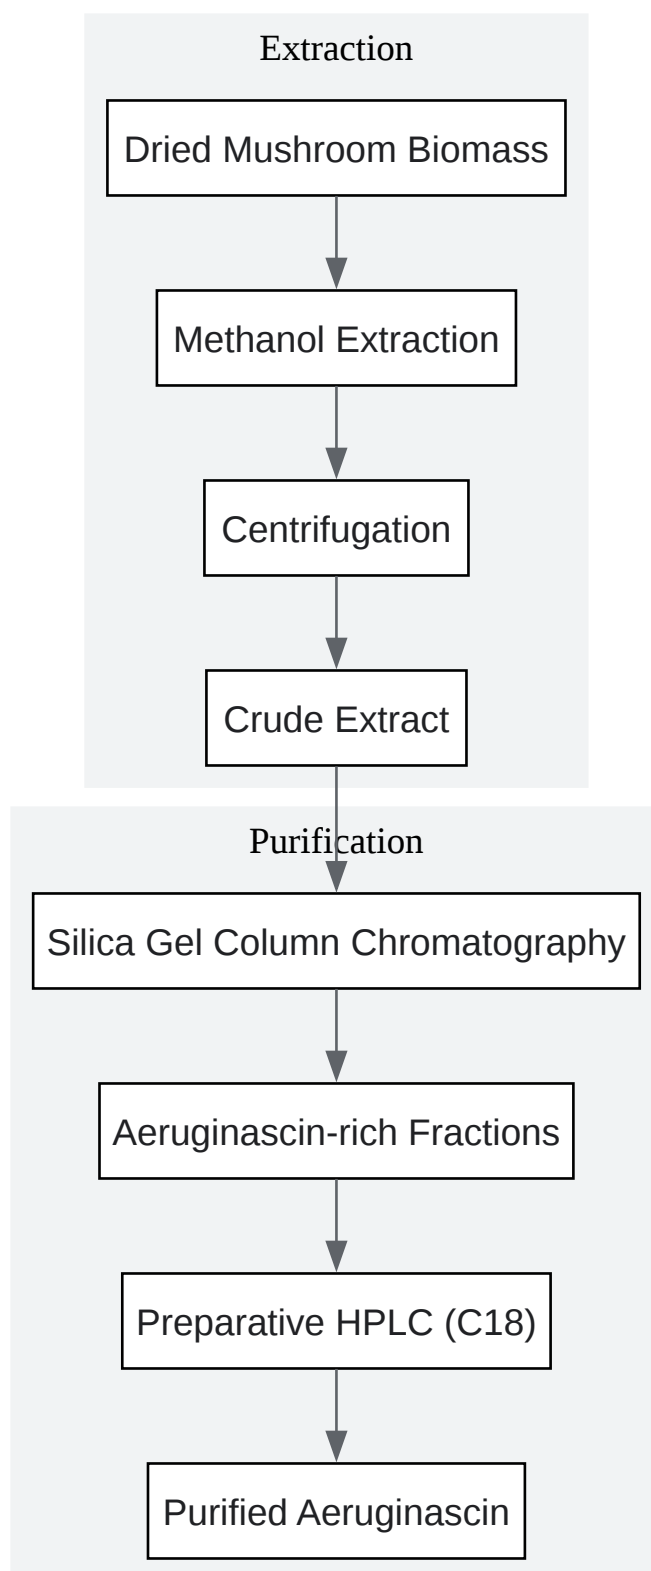 Extraction
Dried Mushroom Biomass
Methanol Extraction
Centrifugation
Crude Extract
Purification
Silica Gel Column Chromatography
Aeruginascin-rich Fractions
Preparative HPLC (C18)
Purified Aeruginascin